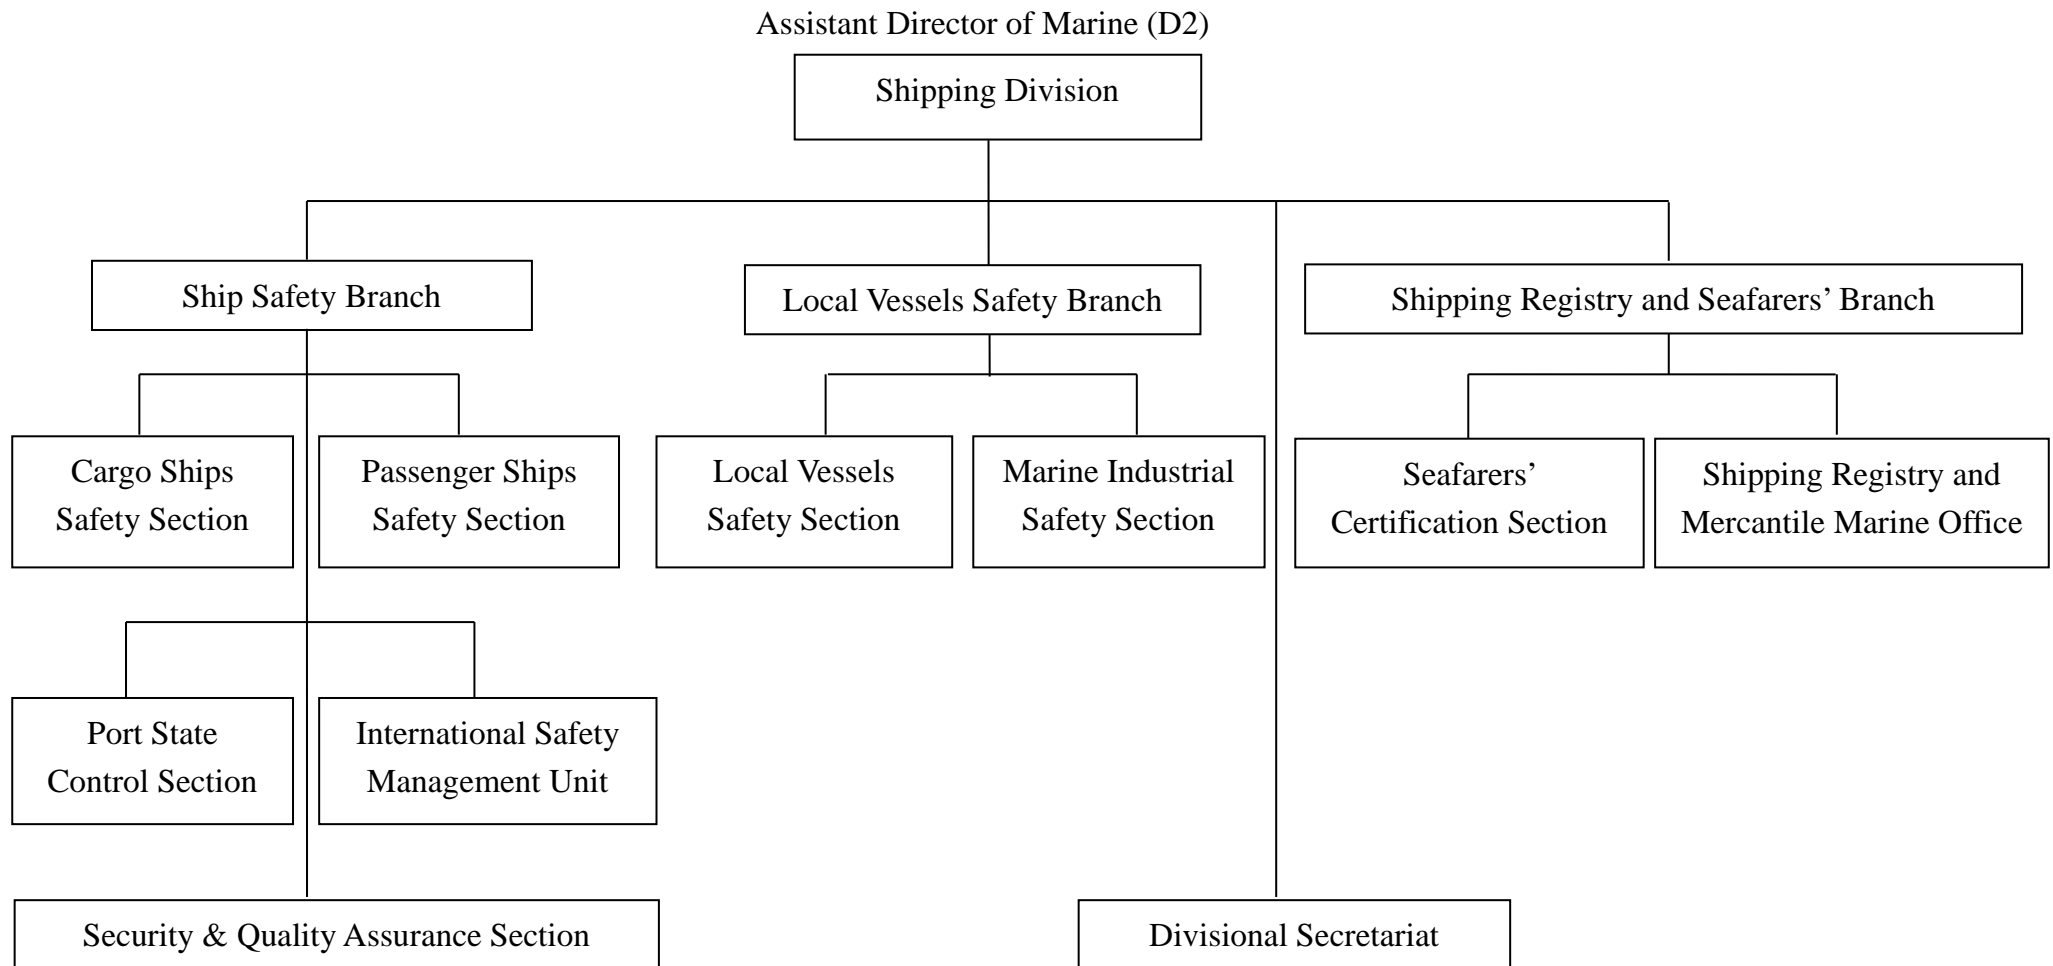 Assistant Director of Marine (D2)
Shipping Division
Ship Safety Branch
Local Vessels Safety Branch
Shipping Registry and Seafarers’ Branch
Cargo Ships
Safety Section
Passenger Ships
Safety Section
Local Vessels
Safety Section
Marine Industrial
Safety Section
Seafarers’
Certification Section
Shipping Registry and
Mercantile Marine Office
Port State
Control Section
International Safety
Management Unit
Security & Quality Assurance Section
Divisional Secretariat